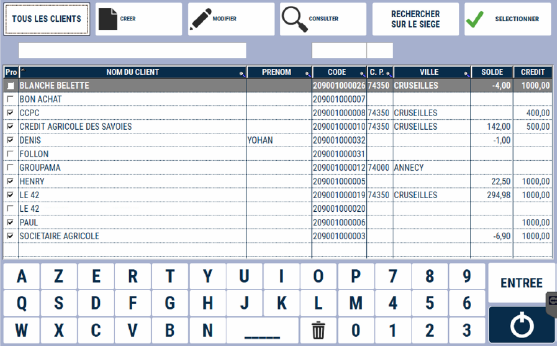 TOUS LES CLIENTS CREER MODIFIER CONSULTER RECHERCHER SUR LE SIEGE SELECTIONNER
Pro NOM DU CLIENT PRENOM CODE C. P. VILLE SOLDE CREDIT
BLANCHE BELETTE 209001000026 74350 CRUSEILLES -4,00 1000,00
BON ACHAT 209001000007
CCPC 209001000008 74350 CRUSEILLES 400,00
CREDIT AGRICOLE DES SAVOIES 209001000010 74350 CRUSEILLES 142,00 500,00
DENIS YOHAN 209001000032 -1,00
FOLLON 209001000031
GROUPAMA 209001000012 74000 ANNECY
HENRY 209001000005 22,50 1000,00
LE 42 209001000019 74350 CRUSEILLES 294,98 1000,00
LE 42 209001000020
PAUL 209001000006 1000,00
SOCIETAIRE AGRICOLE 209001000003 -6,90 1000,00
A Z E R T Y U I O P 7 8 9 ENTREE
Q S D F G H J K L M 4 5 6
W X C V B N _____ 0 1 2 3